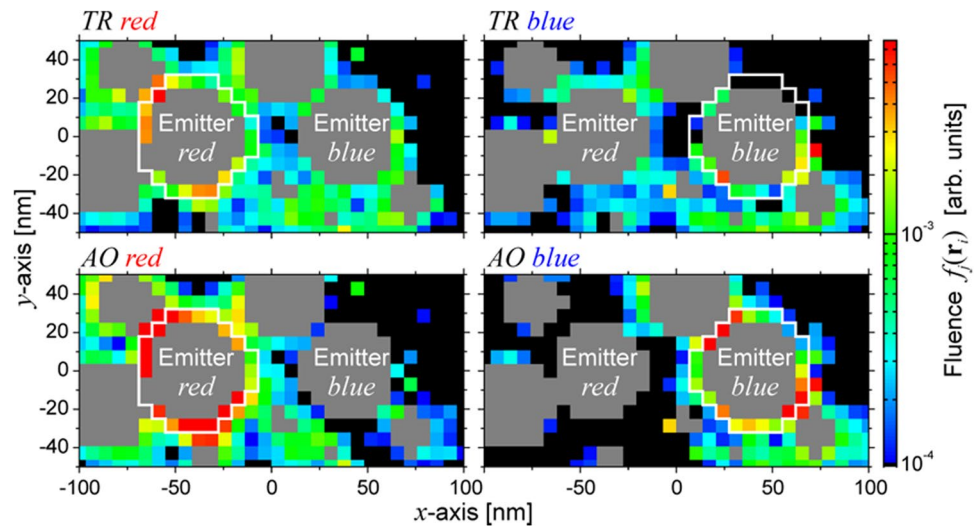 TR red
TR blue
40
20
0
-20
-40
y-axis [nm]
Emitter
red
Emitter
blue
Emitter
red
Emitter
blue
AO red
AO blue
40
20
0
-20
-40
Emitter
red
Emitter
blue
Emitter
red
Emitter
blue
-100
-50
0
50
100
-50
0
50
100
x-axis [nm]
10⁻³
10⁻⁴
Fluence fⱼ(rᵢ) [arb. units]